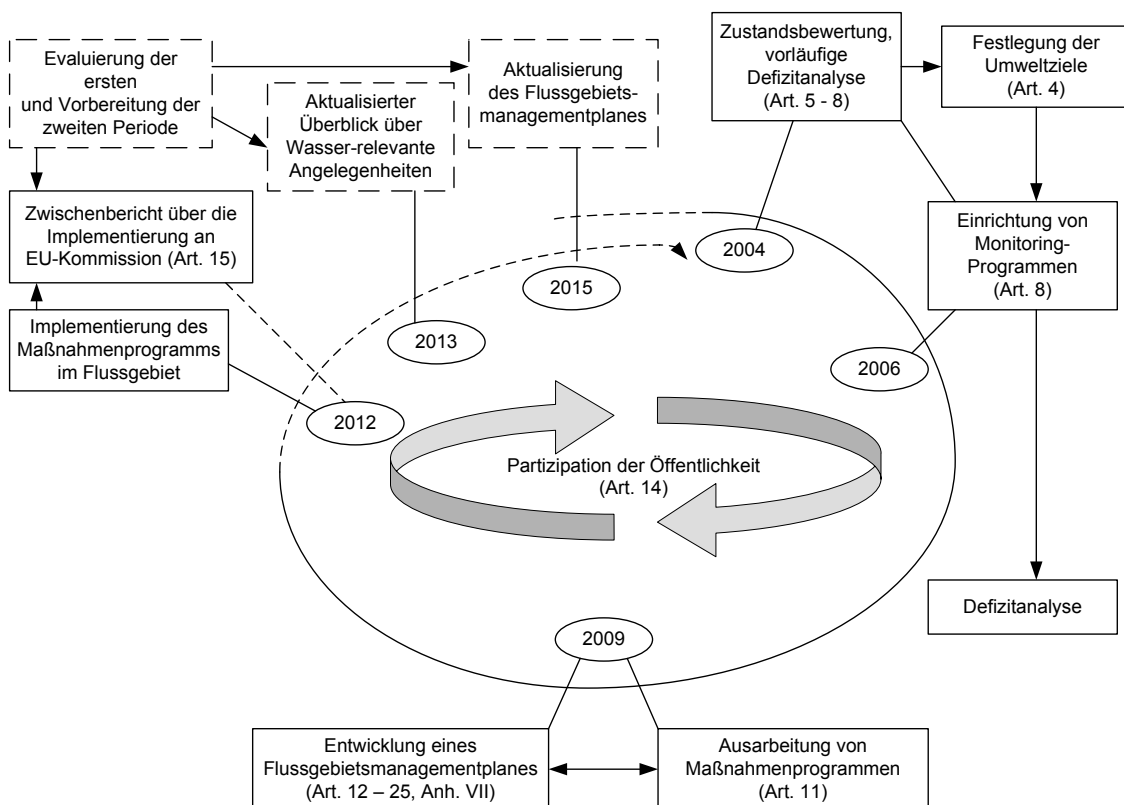 Evaluierung der
ersten
und Vorbereitung der
zweiten Periode
Aktualisierter
Überblick über
Wasser-relevante
Angelegenheiten
Aktualisierung
des Flussgebiets-
managementplanes
Zustandsbewertung,
vorläufige
Defizitanalyse
(Art. 5 - 8)
Festlegung der
Umweltziele
(Art. 4)
Zwischenbericht über die
Implementierung an
EU-Kommission (Art. 15)
Einrichtung von
Monitoring-
Programmen
(Art. 8)
Implementierung des
Maßnahmenprogramms
im Flussgebiet
2004
2015
2013
2006
2012
Partizipation der Öffentlichkeit
(Art. 14)
Defizitanalyse
2009
Entwicklung eines
Flussgebietsmanagementplanes
(Art. 12 – 25, Anh. VII)
Ausarbeitung von
Maßnahmenprogrammen
(Art. 11)